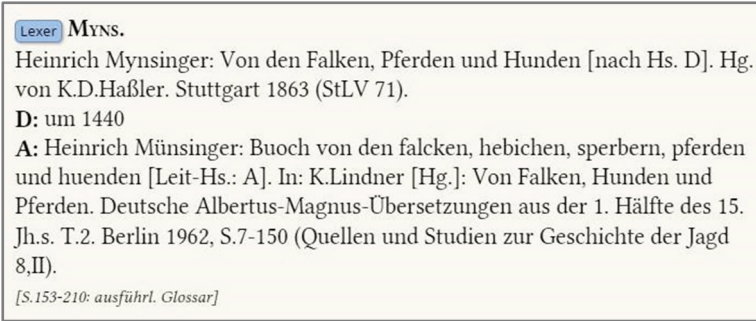 Lexer MYNS.
Heinrich Mynsinger: Von den Falken, Pferden und Hunden [nach Hs. D]. Hg.
von K.D.Haßler. Stuttgart 1863 (StLV 71).
D: um 1440
A: Heinrich Münsinger: Buoch von den falcken, hebichen, sperbern, pferden
und huenden [Leit-Hs.: A]. In: K.Lindner [Hg.]: Von Falken, Hunden und
Pferden. Deutsche Albertus-Magnus-Übersetzungen aus der 1. Hälfte des 15.
Jh.s. T.2. Berlin 1962, S.7-150 (Quellen und Studien zur Geschichte der Jagd
8,II).
[S.153-210: ausführl. Glossar]